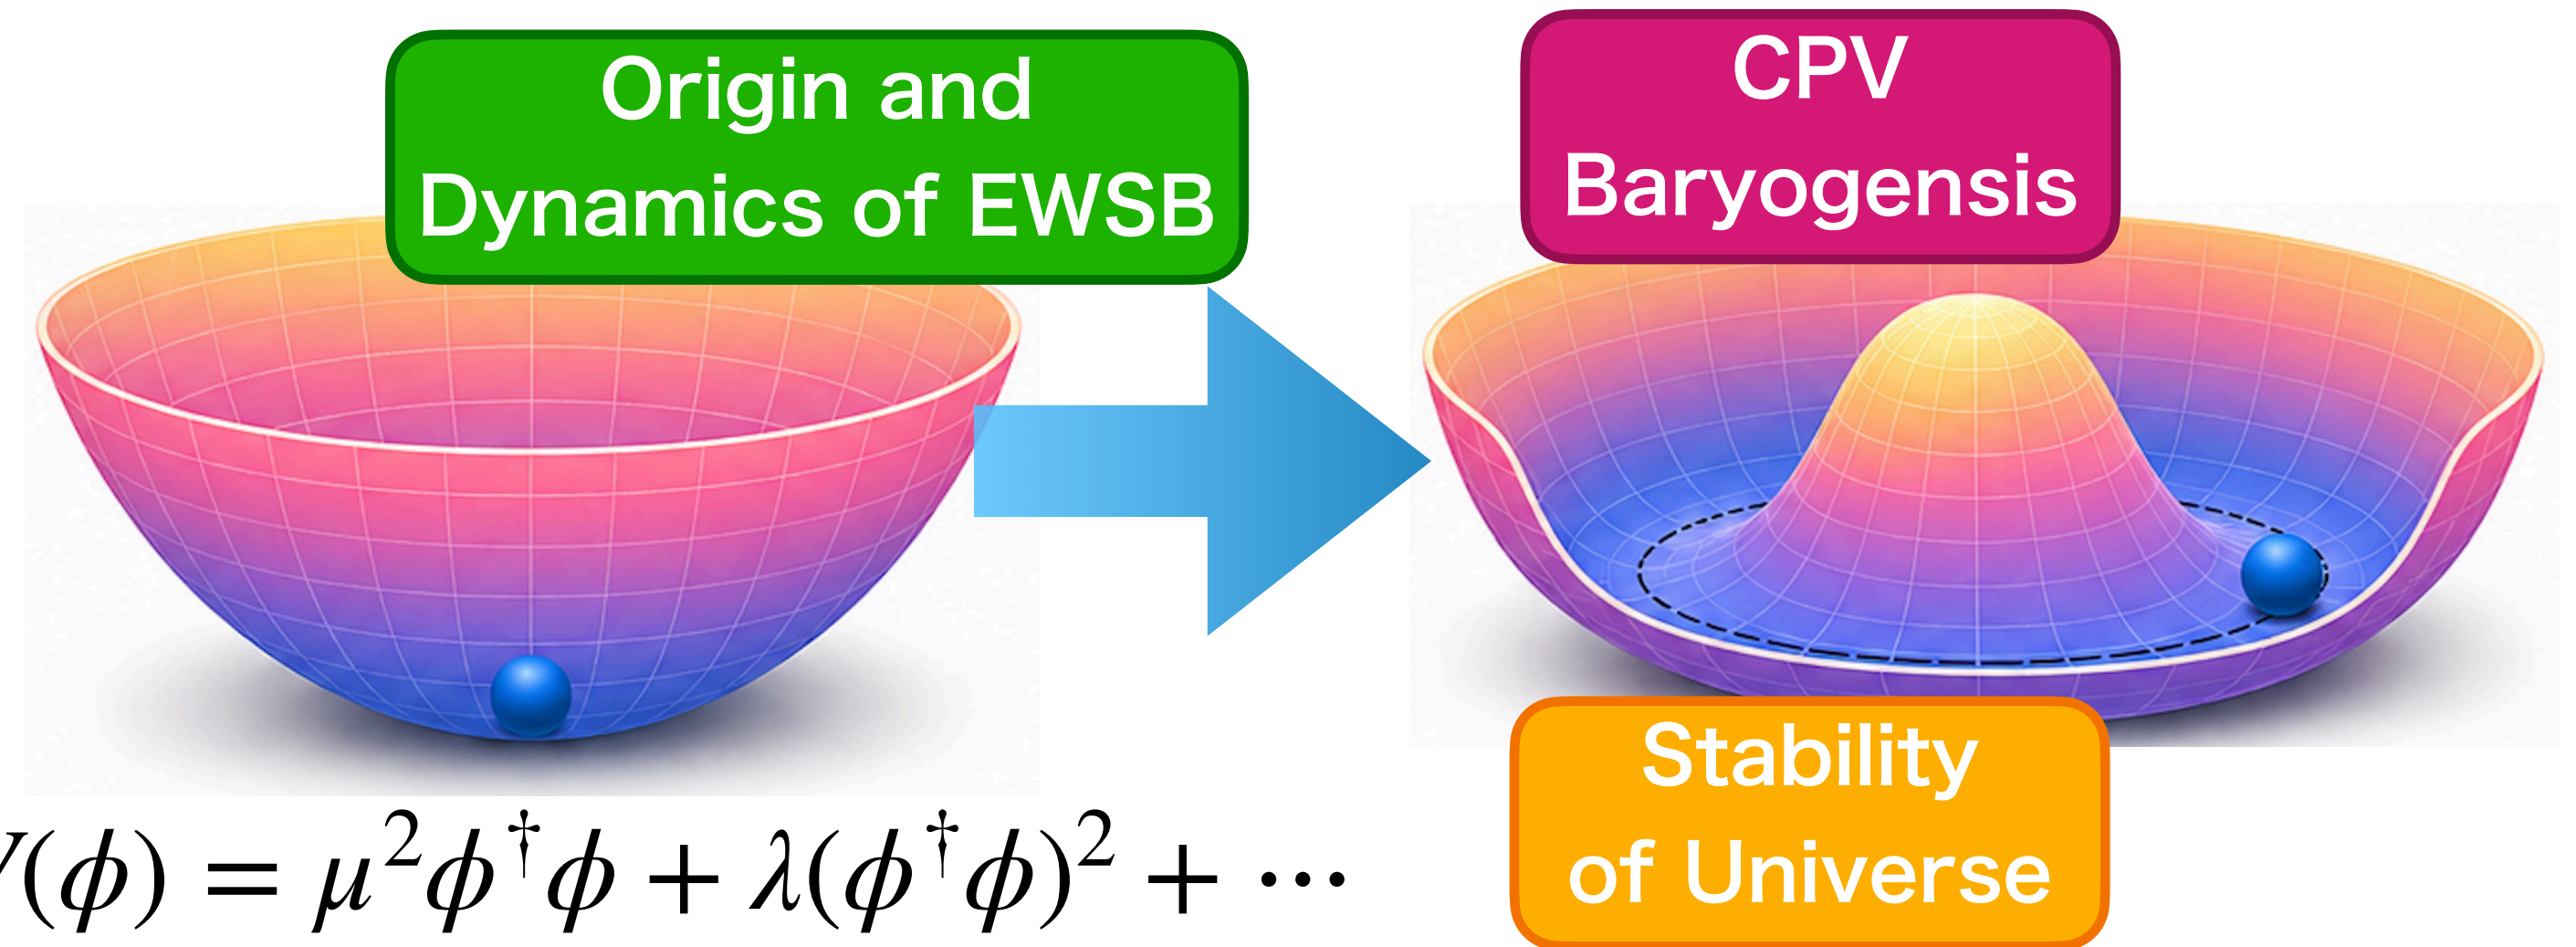 Origin and
Dynamics of EWSB
CPV
Baryogensis
(ϕ) = μ²ϕ†ϕ + λ(ϕ†ϕ)² + ⋯
Stability
of Universe